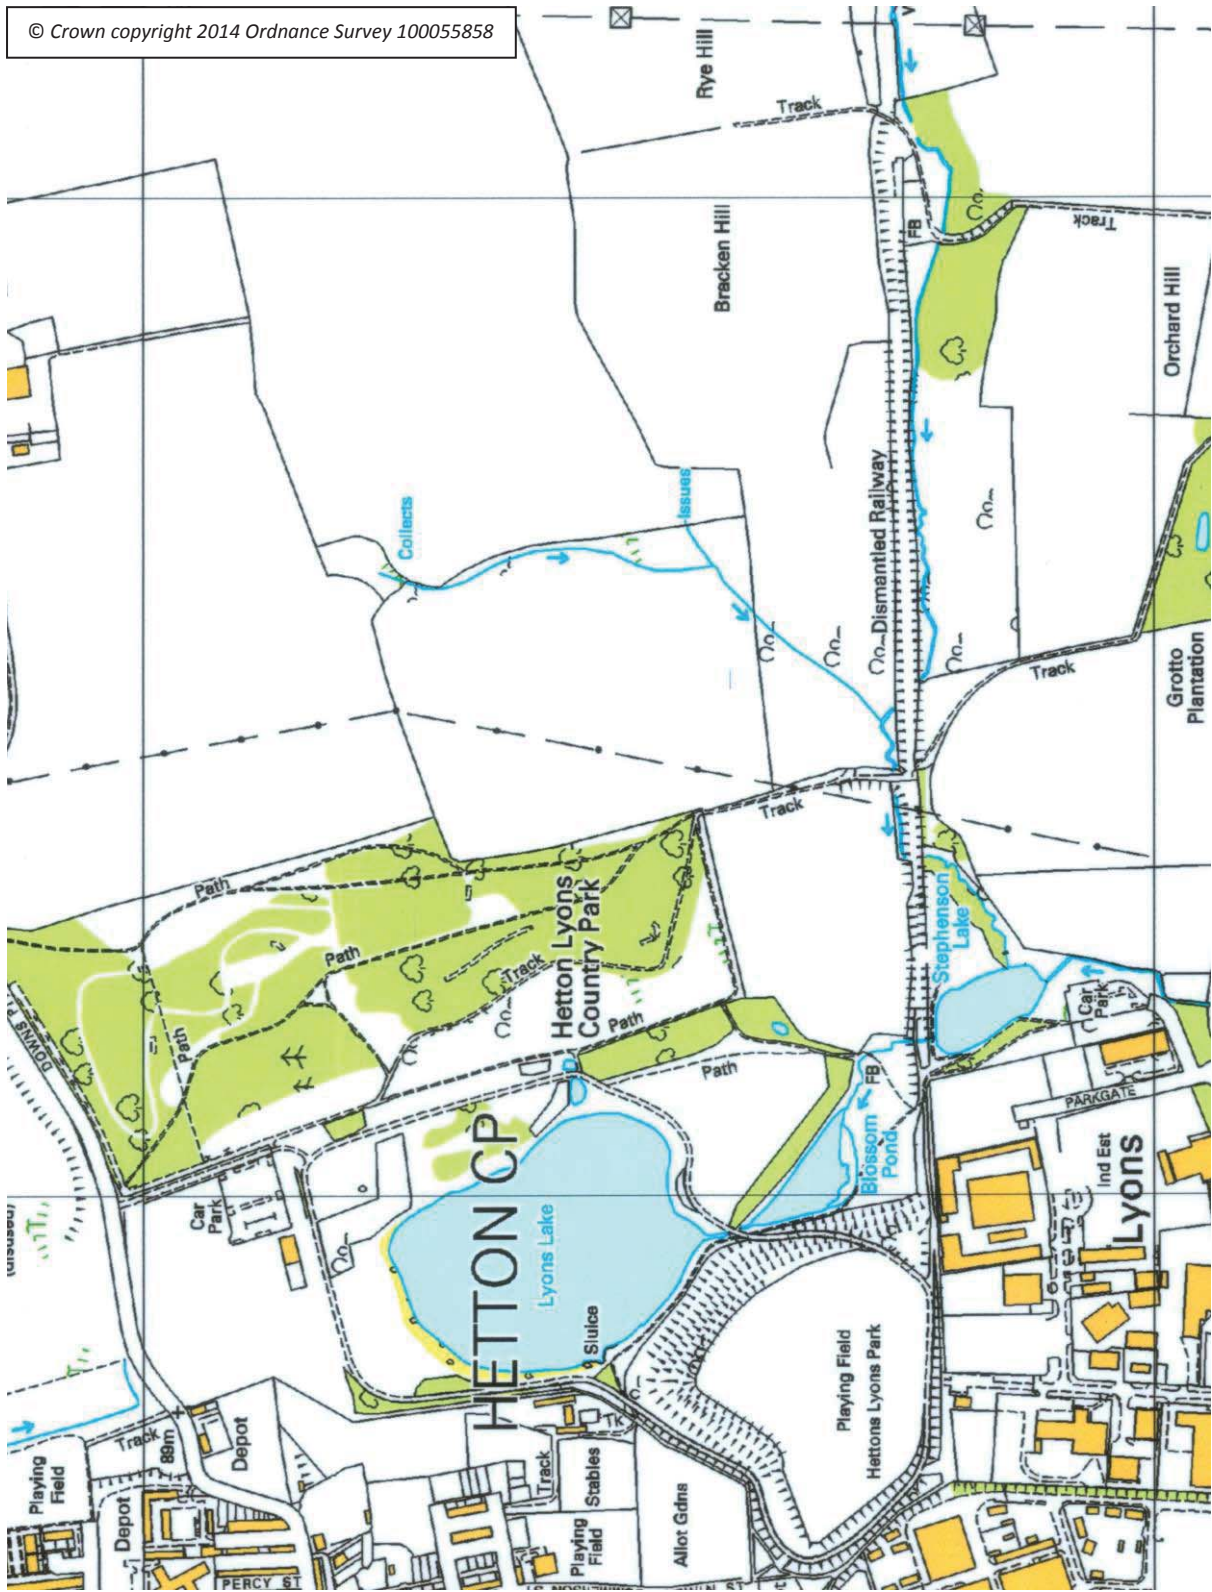 © Crown copyright 2014 Ordnance Survey 100055858
Rye Hill
Track
Bracken Hill
FB
Track
Orchard Hill
Collects
Issues
Dismantled Railway
Track
Grotto
Plantation
Track
Path
Path
Path
Track
Hetton Lyons
Country Park
Path
Path
Stephenson
Lake
Car
Park
FB
Blossom
Pond
PARKGATE
Ind Est
Lyons
HETTON CP
Lyons Lake
Sluice
Car
Park
(disused)
Playing Field
Hettons Lyons Park
Playing
Field
Track
89m
Depot
Depot
Track
Tk
Stables
Playing
Field
Allot Gdns
PERCY ST